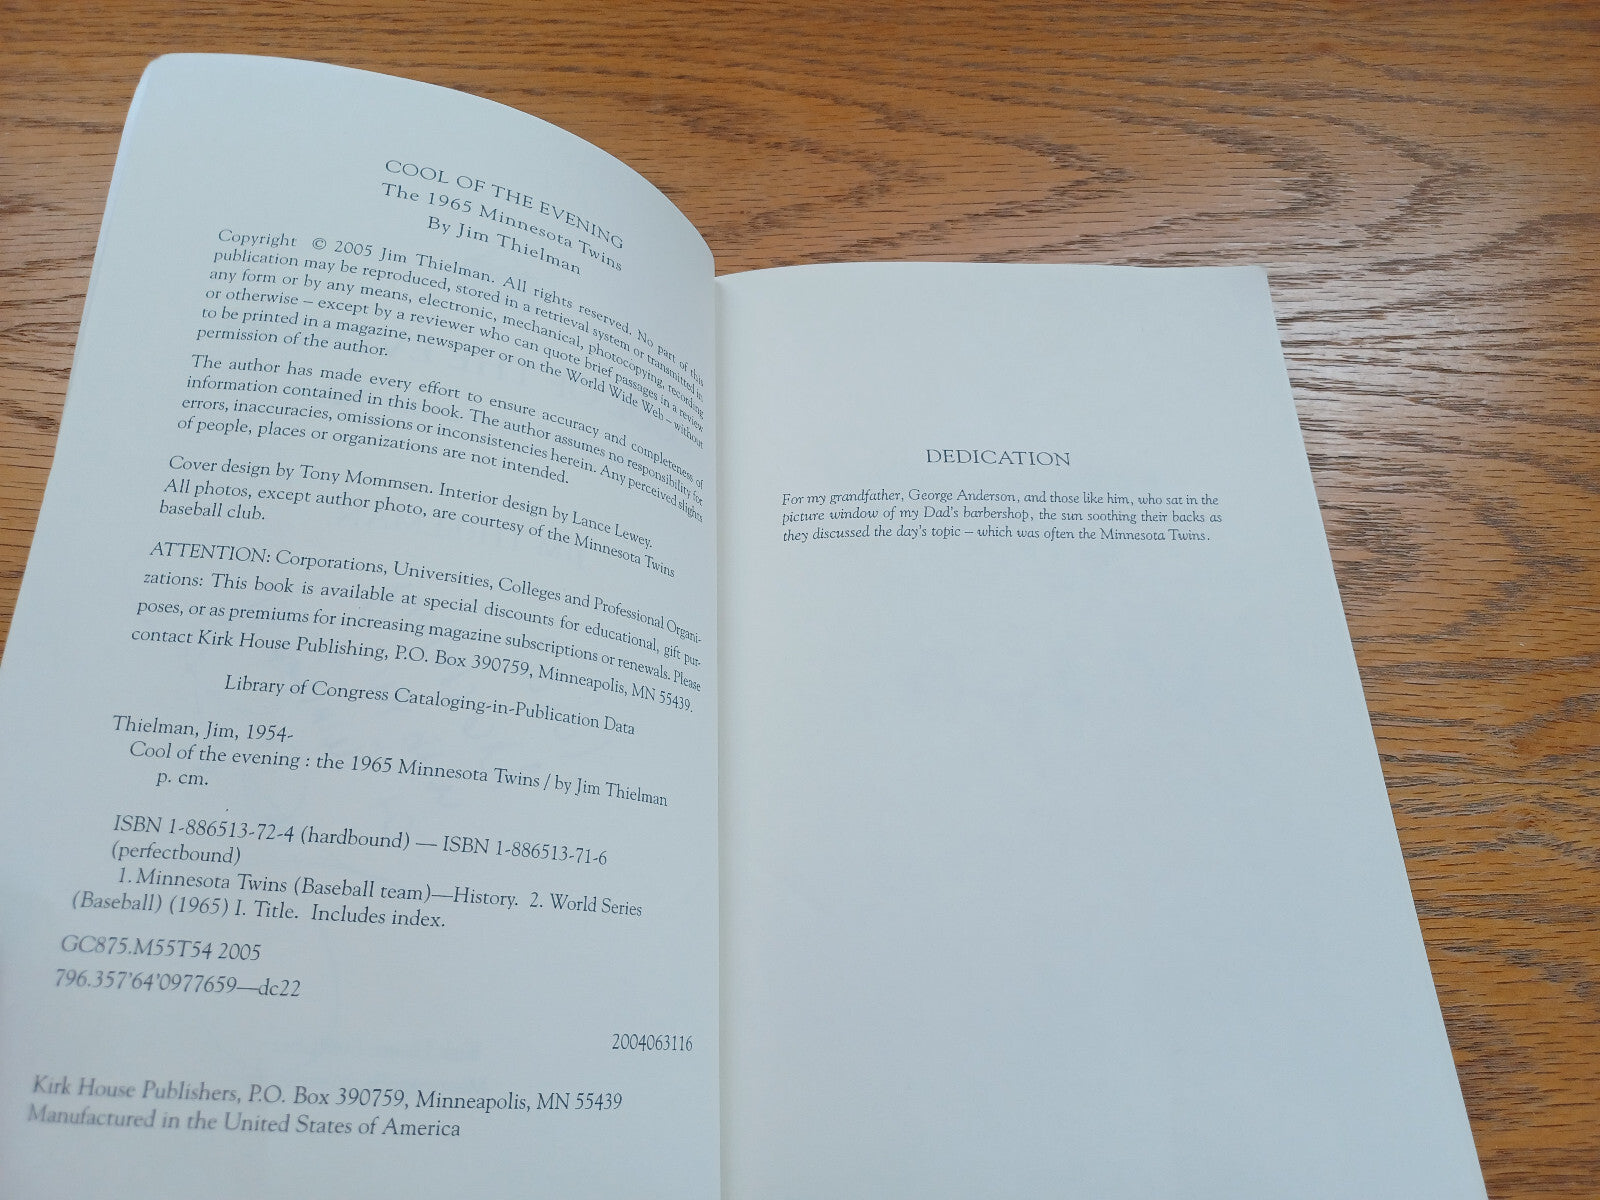 COOL OF THE EVENING
The 1965 Minnesota Twins
By Jim Thielman
Copyright © 2005 Jim Thielman. All rights reserved. No part of this
publication may be reproduced, stored in a retrieval system or transmitted in
any form or by any means, electronic, mechanical, photocopying, recording
or otherwise – except by a reviewer who can quote brief passages in a review
to be printed in a magazine, newspaper or on the World Wide Web – without
permission of the author.
The author has made every effort to ensure accuracy and completeness of
information contained in this book. The author assumes no responsibility for
errors, inaccuracies, omissions or inconsistencies herein. Any perceived slights
of people, places or organizations are not intended.
Cover design by Tony Mommsen. Interior design by Lance Lewey.
All photos, except author photo, are courtesy of the Minnesota Twins
baseball club.
ATTENTION: Corporations, Universities, Colleges and Professional Organi-
zations: This book is available at special discounts for educational, gift pur-
poses, or as premiums for increasing magazine subscriptions or renewals. Please
contact Kirk House Publishing, P.O. Box 390759, Minneapolis, MN 55439.
Library of Congress Cataloging-in-Publication Data
Thielman, Jim, 1954-
Cool of the evening : the 1965 Minnesota Twins / by Jim Thielman
p. cm.
ISBN 1-886513-72-4 (hardbound) — ISBN 1-886513-71-6
(perfectbound)
1. Minnesota Twins (Baseball team)—History. 2. World Series
(Baseball) (1965) I. Title. Includes index.
GC875.M55T54 2005
796.357'64'0977659—dc22
2004063116
Kirk House Publishers, P.O. Box 390759, Minneapolis, MN 55439
Manufactured in the United States of America
DEDICATION
For my grandfather, George Anderson, and those like him, who sat in the
picture window of my Dad's barbershop, the sun soothing their backs as
they discussed the day's topic – which was often the Minnesota Twins.